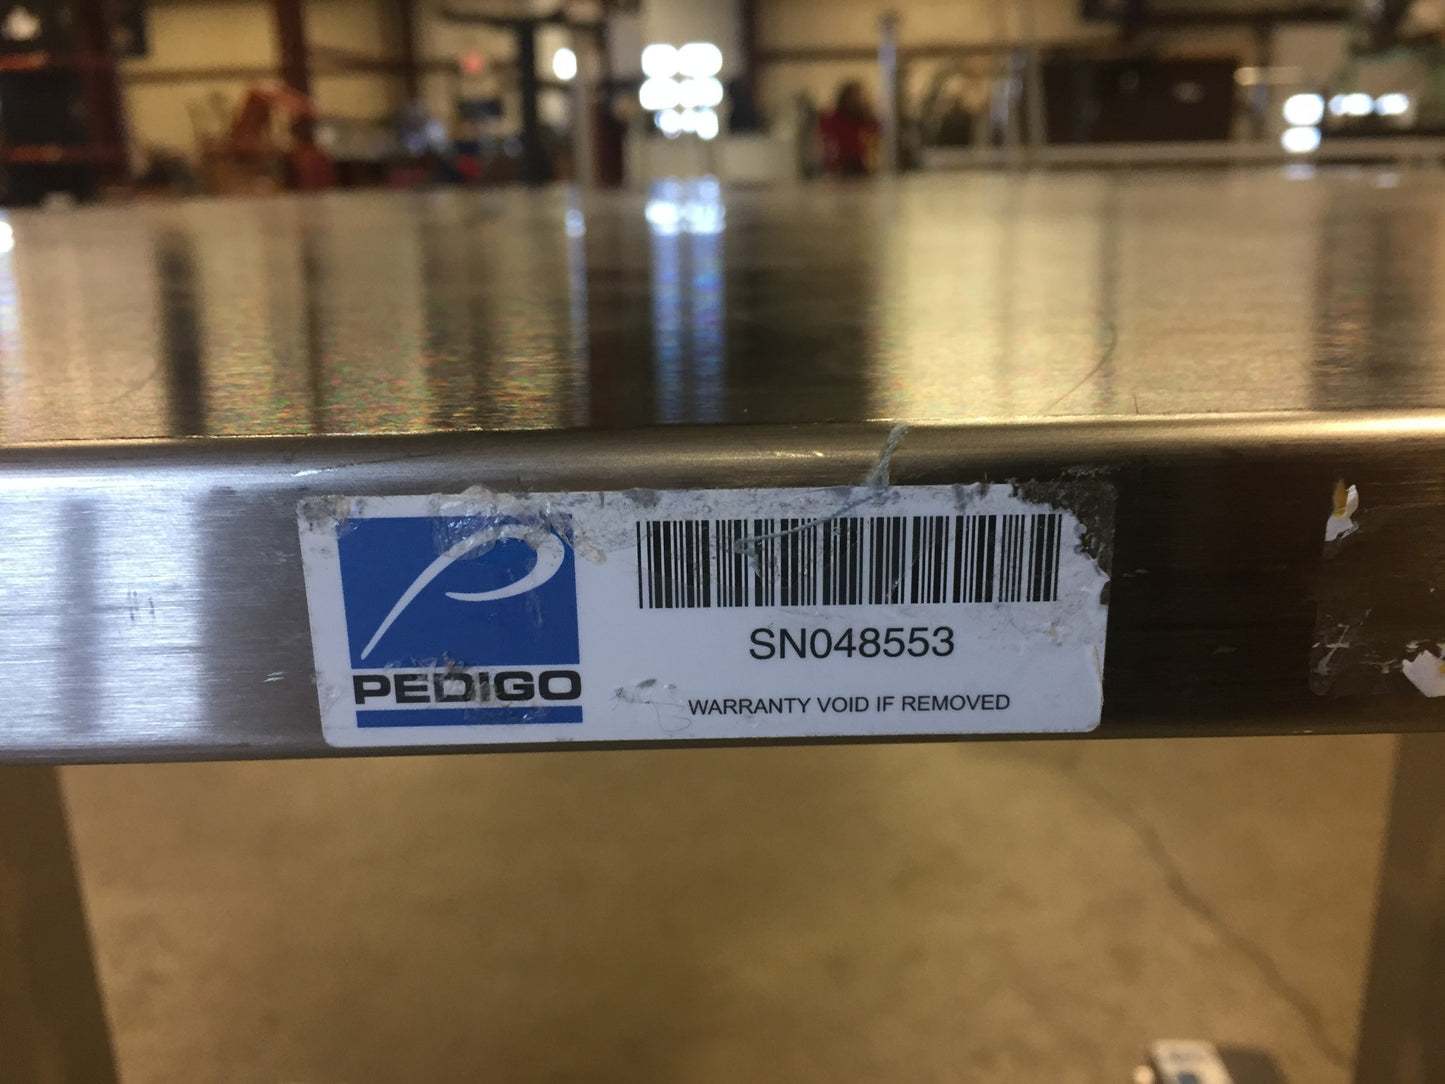 PEDIGO
SN048553
WARRANTY VOID IF REMOVED